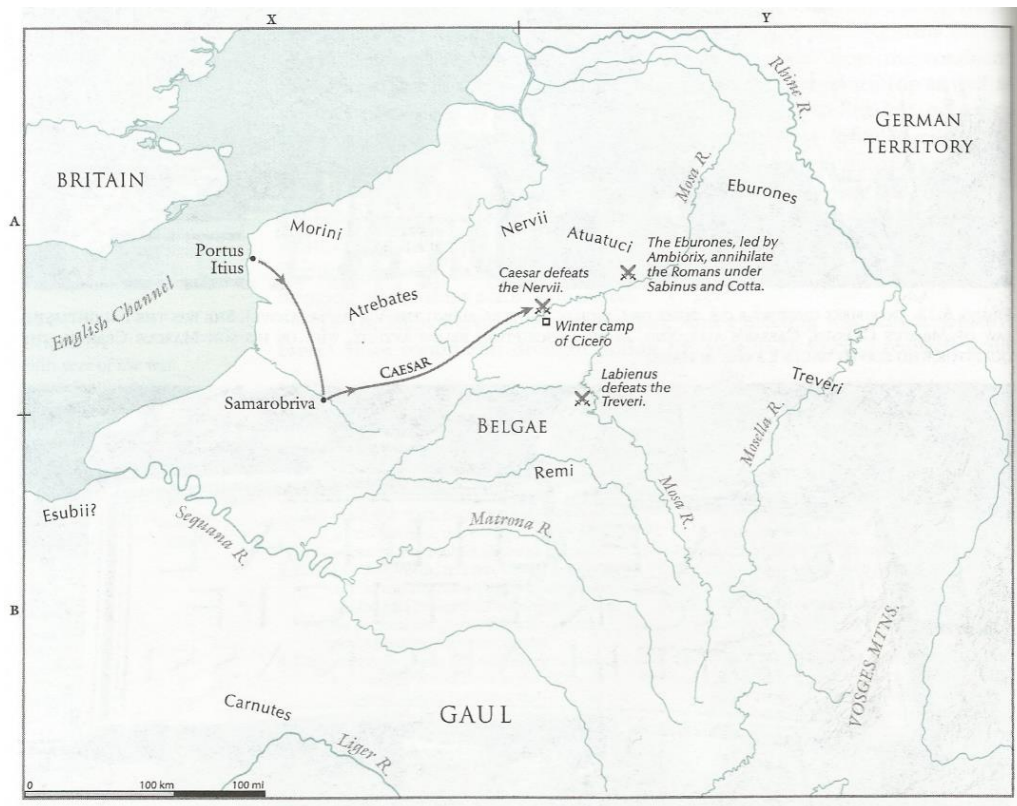 X
Y
Rhine R.
GERMAN
TERRITORY
Mosa R.
BRITAIN
Eburones
A
Nervii
Morini
Atuatuci
The Eburones, led by
Ambiorix, annihilate
the Romans under
Sabinus and Cotta.
Portus
Itius
Caesar defeats
the Nervii.
Atrebates
English Channel
Winter camp
of Cicero
CAESAR
Labienus
defeats the
Treveri.
Treveri
Samarobriva
BELGAE
Mosella R.
Remi
Mosa R.
Esubii?
Sequana R.
Matrona R.
B
VOSGES MTNS.
Carnutes
GAUL
Liger R.
0
100 km
100 mi